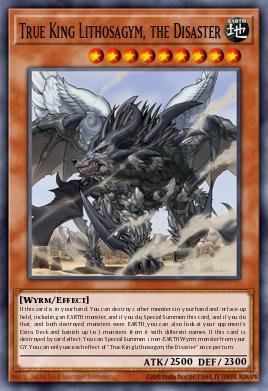 TRUE KING LITHOSAGYM, THE DISASTER
EARTH
地
[WYRM/EFFECT]
If this card is in your hand: You can destroy 2 other monsters in your hand and/or face-up
field, including an EARTH monster, and if you do, Special Summon this card, and if you do
that, and both destroyed monsters were EARTH, you can also look at your opponent's
Extra Deck and banish up to 3 monsters from it with different names. If this card is
destroyed by card effect: You can Special Summon 1 non-EARTH Wyrm monster from your
GY. You can only use each effect of "True King Lithosagym, the Disaster" once per turn.
ATK/2500 DEF/2300
©2020 Studio Dice/SHUEISHA, TV TOKYO, KONAMI